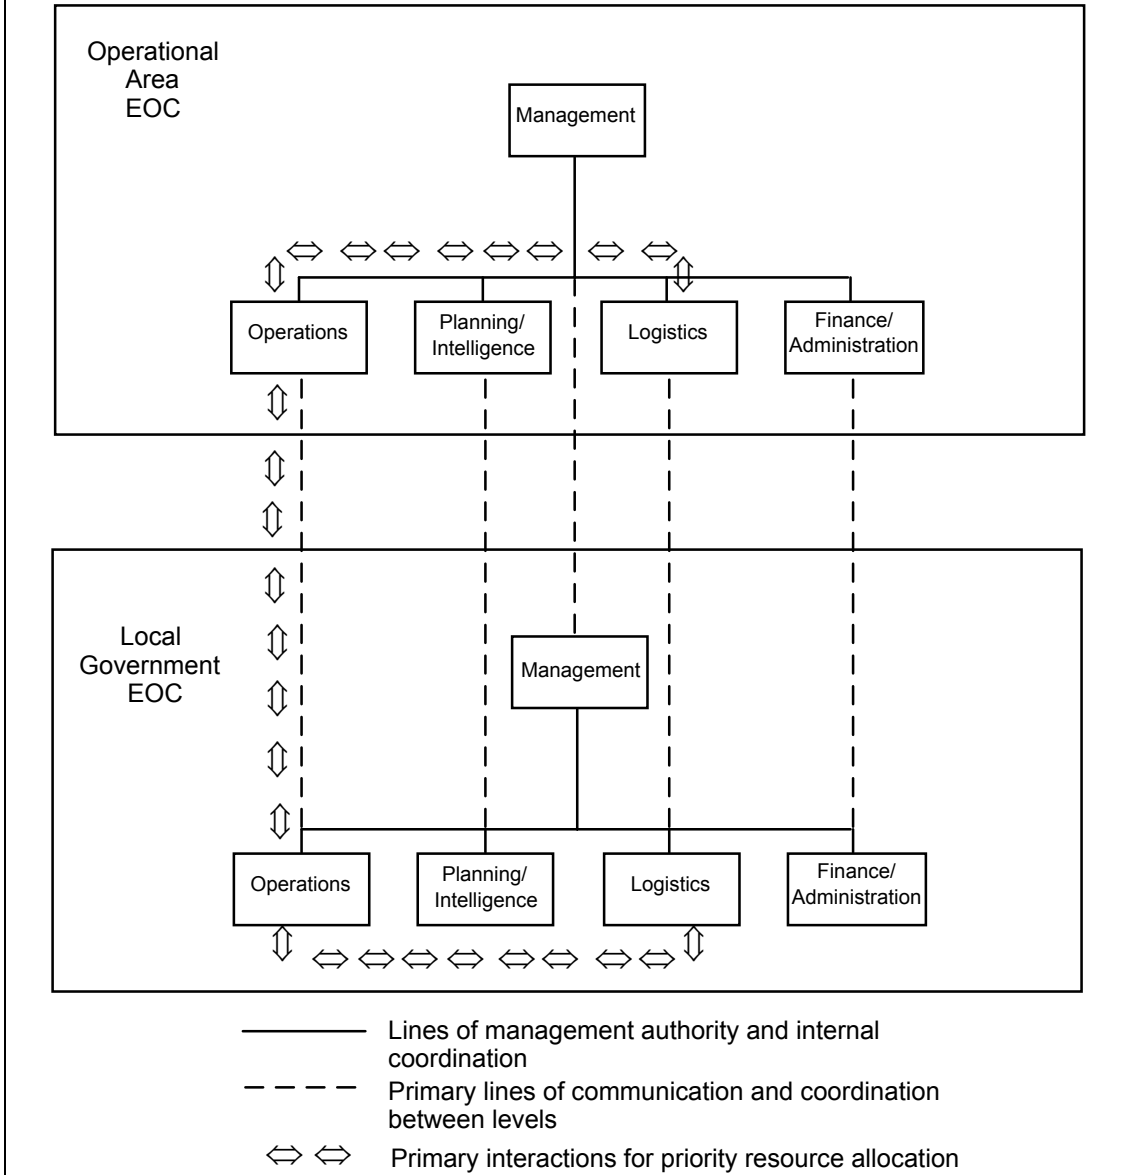 Operational
Area
EOC
Management
Operations
Planning/
Intelligence
Logistics
Finance/
Administration
Local
Government
EOC
Management
Operations
Planning/
Intelligence
Logistics
Finance/
Administration
Lines of management authority and internal
coordination
Primary lines of communication and coordination
between levels
Primary interactions for priority resource allocation